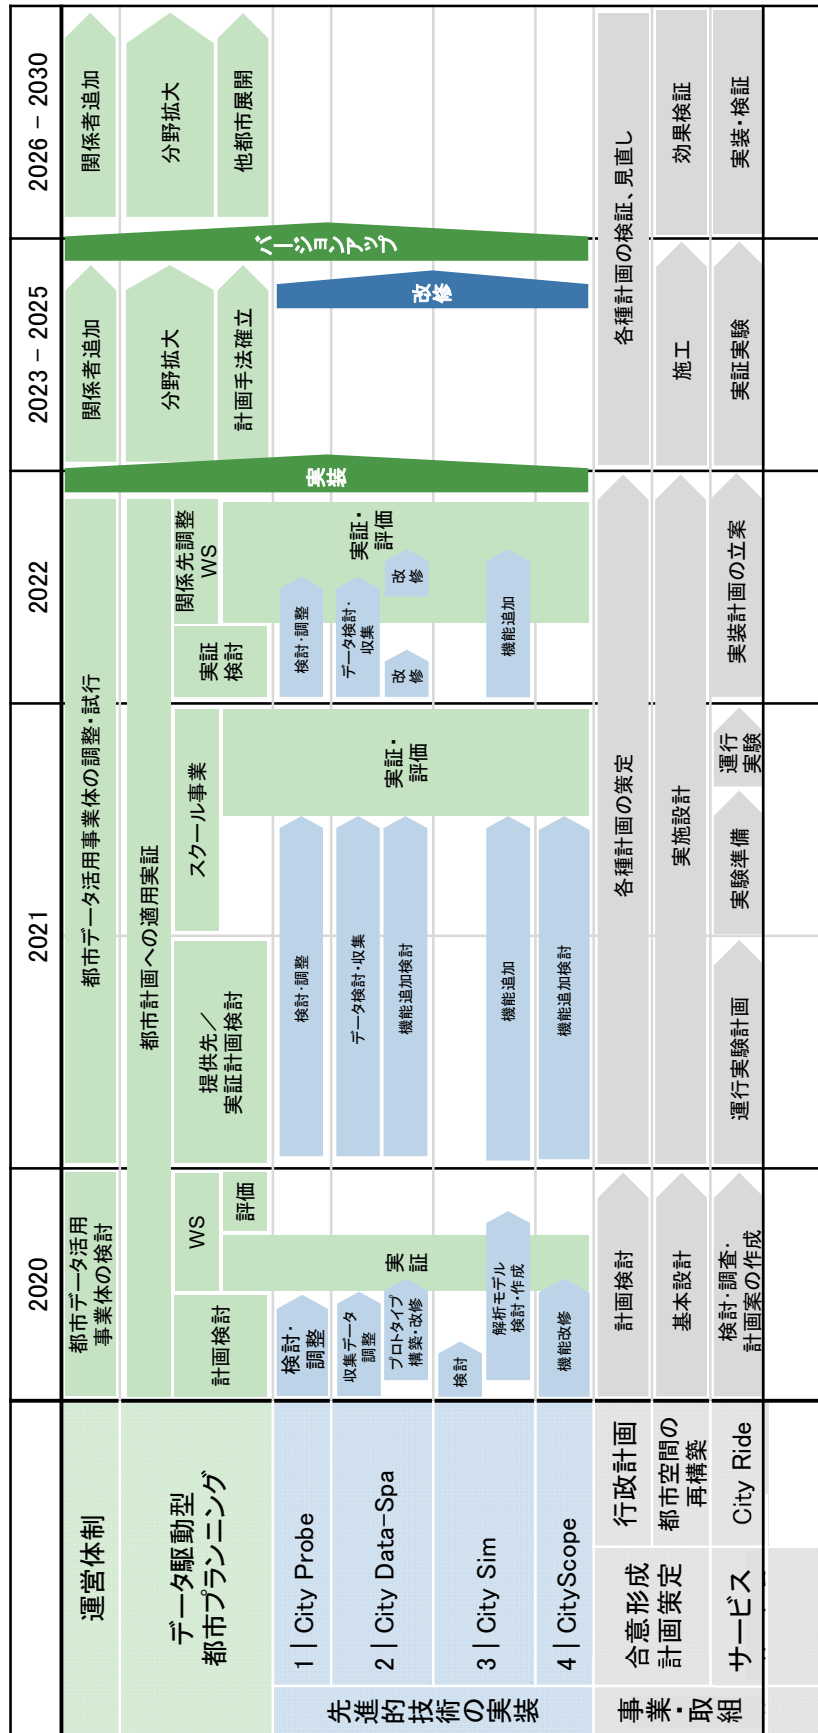 2020
2021
2022
2023 – 2025
2026 – 2030
運営体制
都市データ活用
事業体の検討
都市データ活用事業体の調整・試行
関係者追加
関係者追加
データ駆動型
都市プランニング
都市計画への適用実証
分野拡大
分野拡大
計画検討
WS
評価
提供先／
実証計画検討
スクール事業
実証
検討
関係先調整
WS
計画手法確立
他都市展開
実証
実証・
評価
実証・
評価
実装
バージョンアップ
改修
先進的技術の実装
1 | City Probe
検討・
調整
検討・調整
検討・調整
2 | City Data-Spa
収集データ
調整
データ検討・収集
データ検討・
収集
プロトタイプ
構築・改修
機能追加検討
改
修
改
修
3 | City Sim
検討
解析モデル
検討・作成
機能追加
機能追加
4 | CityScope
機能改修
機能追加検討
事業・取組
合意形成
計画策定
行政計画
計画検討
各種計画の策定
各種計画の検証、見直し
都市空間の
再構築
基本設計
実施設計
施工
効果検証
サービス
City Ride
検討・調査・
計画案の作成
運行実験計画
実験準備
運行
実験
実装計画の立案
実証実験
実装・検証